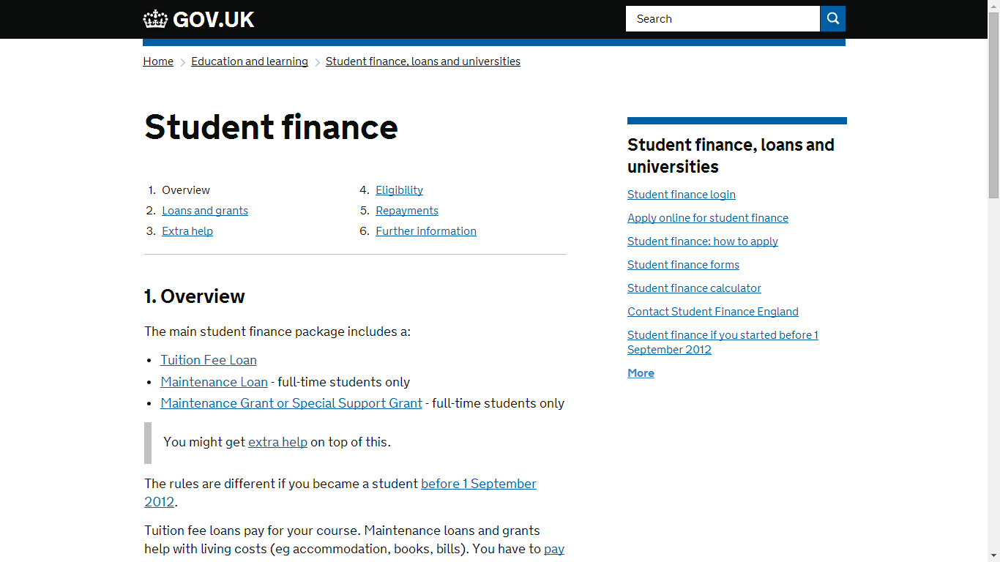 GOV.UK
Search
Home
Education and learning
Student finance, loans and universities
Student finance
1. Overview
2. Loans and grants
3. Extra help
4. Eligibility
5. Repayments
6. Further information
1. Overview
The main student finance package includes a:
• Tuition Fee Loan
• Maintenance Loan - full-time students only
• Maintenance Grant or Special Support Grant - full-time students only
You might get extra help on top of this.
The rules are different if you became a student before 1 September
2012.
Tuition fee loans pay for your course. Maintenance loans and grants
help with living costs (eg accommodation, books, bills). You have to pay
Student finance, loans and
universities
Student finance login
Apply online for student finance
Student finance: how to apply
Student finance forms
Student finance calculator
Contact Student Finance England
Student finance if you started before 1
September 2012
More